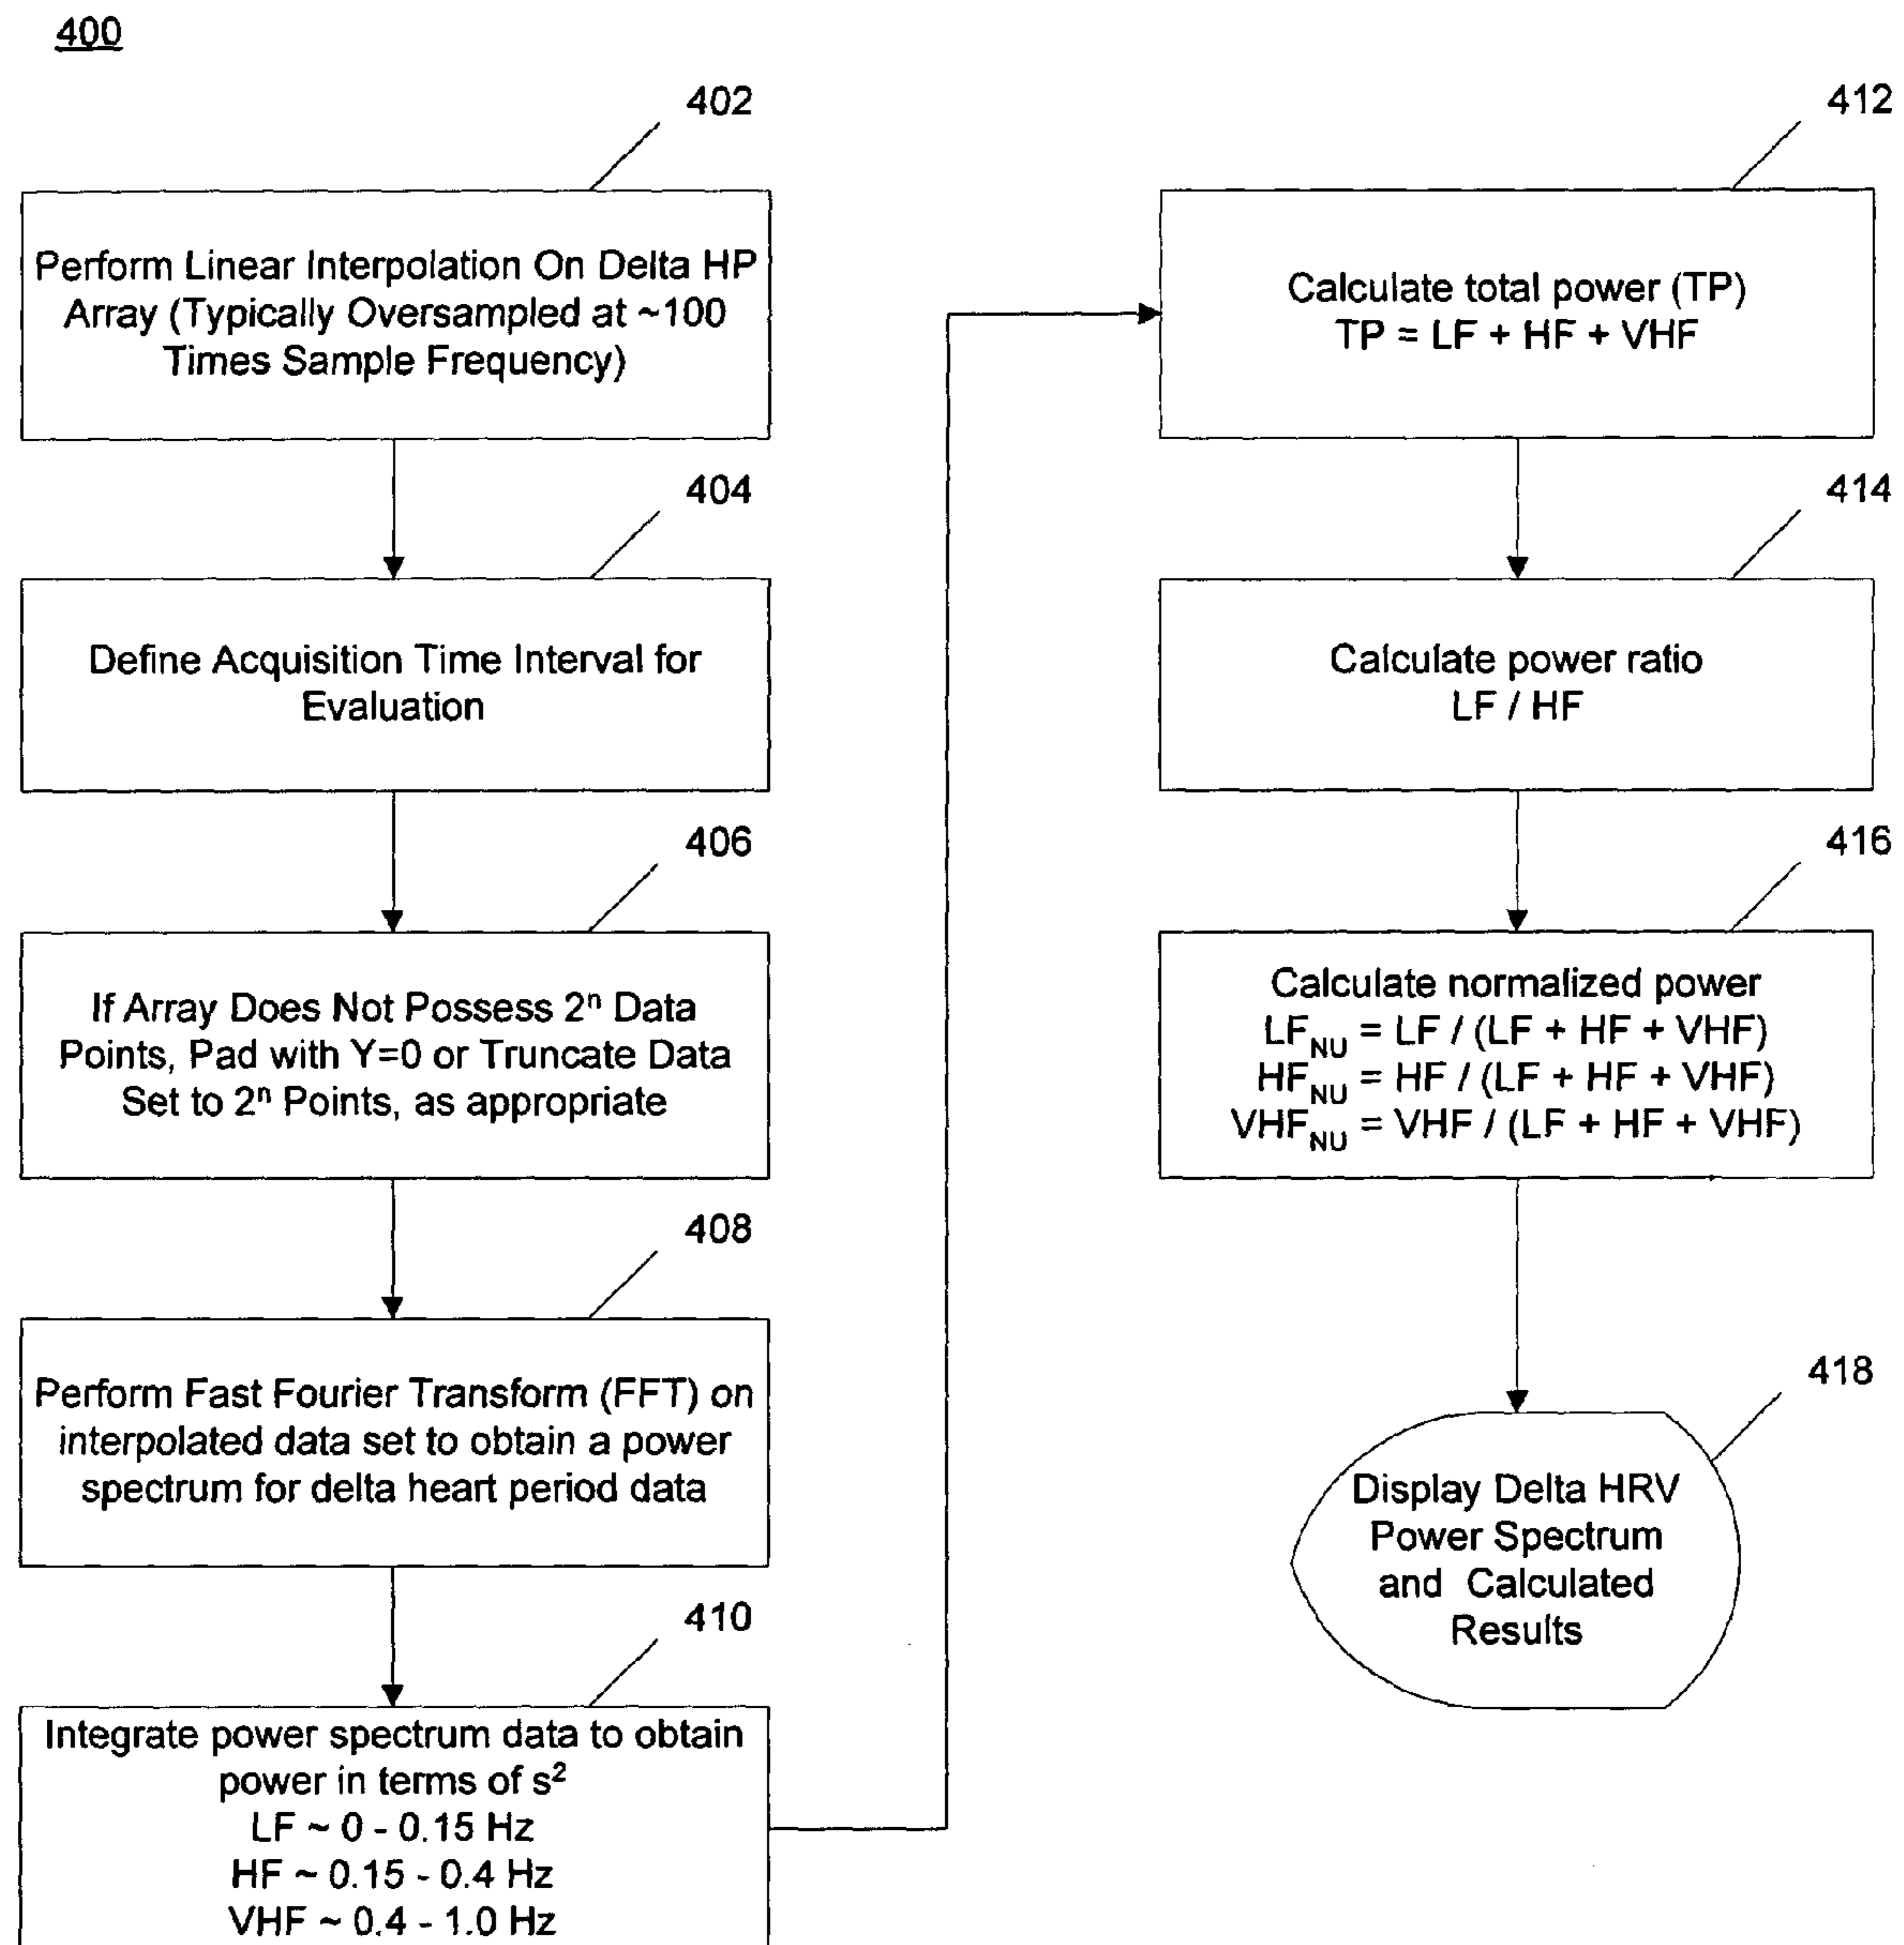 400
402
Perform Linear Interpolation On Delta HP
Array (Typically Oversampled at ~100
Times Sample Frequency)
404
Define Acquisition Time Interval for
Evaluation
406
If Array Does Not Possess 2ⁿ Data
Points, Pad with Y=0 or Truncate Data
Set to 2ⁿ Points, as appropriate
408
Perform Fast Fourier Transform (FFT) on
interpolated data set to obtain a power
spectrum for delta heart period data
410
Integrate power spectrum data to obtain
power in terms of s²
LF ~ 0 - 0.15 Hz
HF ~ 0.15 - 0.4 Hz
VHF ~ 0.4 - 1.0 Hz
412
Calculate total power (TP)
TP = LF + HF + VHF
414
Calculate power ratio
LF / HF
416
Calculate normalized power
LF_NU = LF / (LF + HF + VHF)
HF_NU = HF / (LF + HF + VHF)
VHF_NU = VHF / (LF + HF + VHF)
418
Display Delta HRV
Power Spectrum
and Calculated
Results